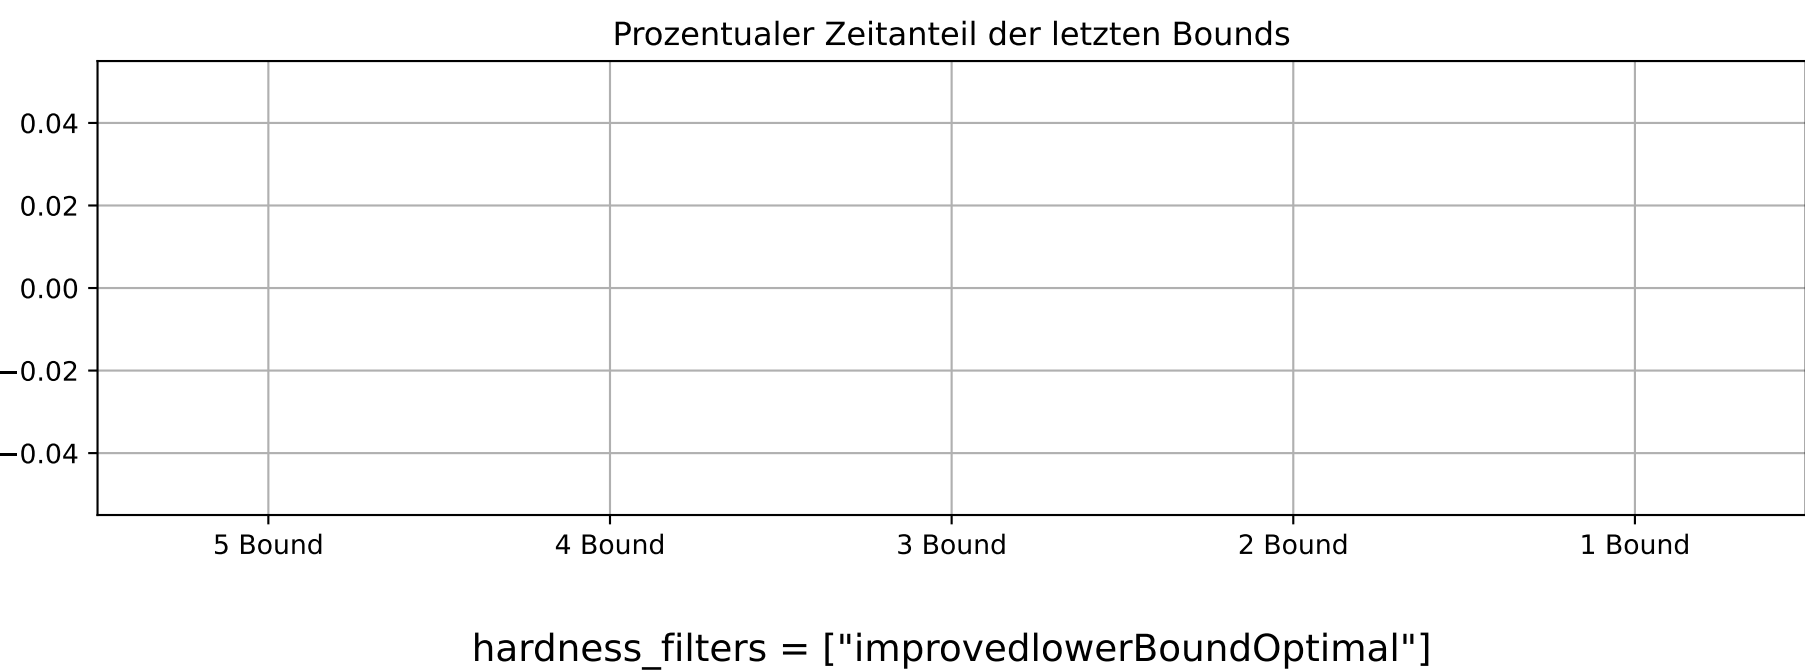 Prozentualer Zeitanteil der letzten Bounds
0.04
0.02
0.00
−0.02
−0.04
5 Bound 4 Bound 3 Bound 2 Bound 1 Bound
hardness_filters = ["improvedlowerBoundOptimal"]